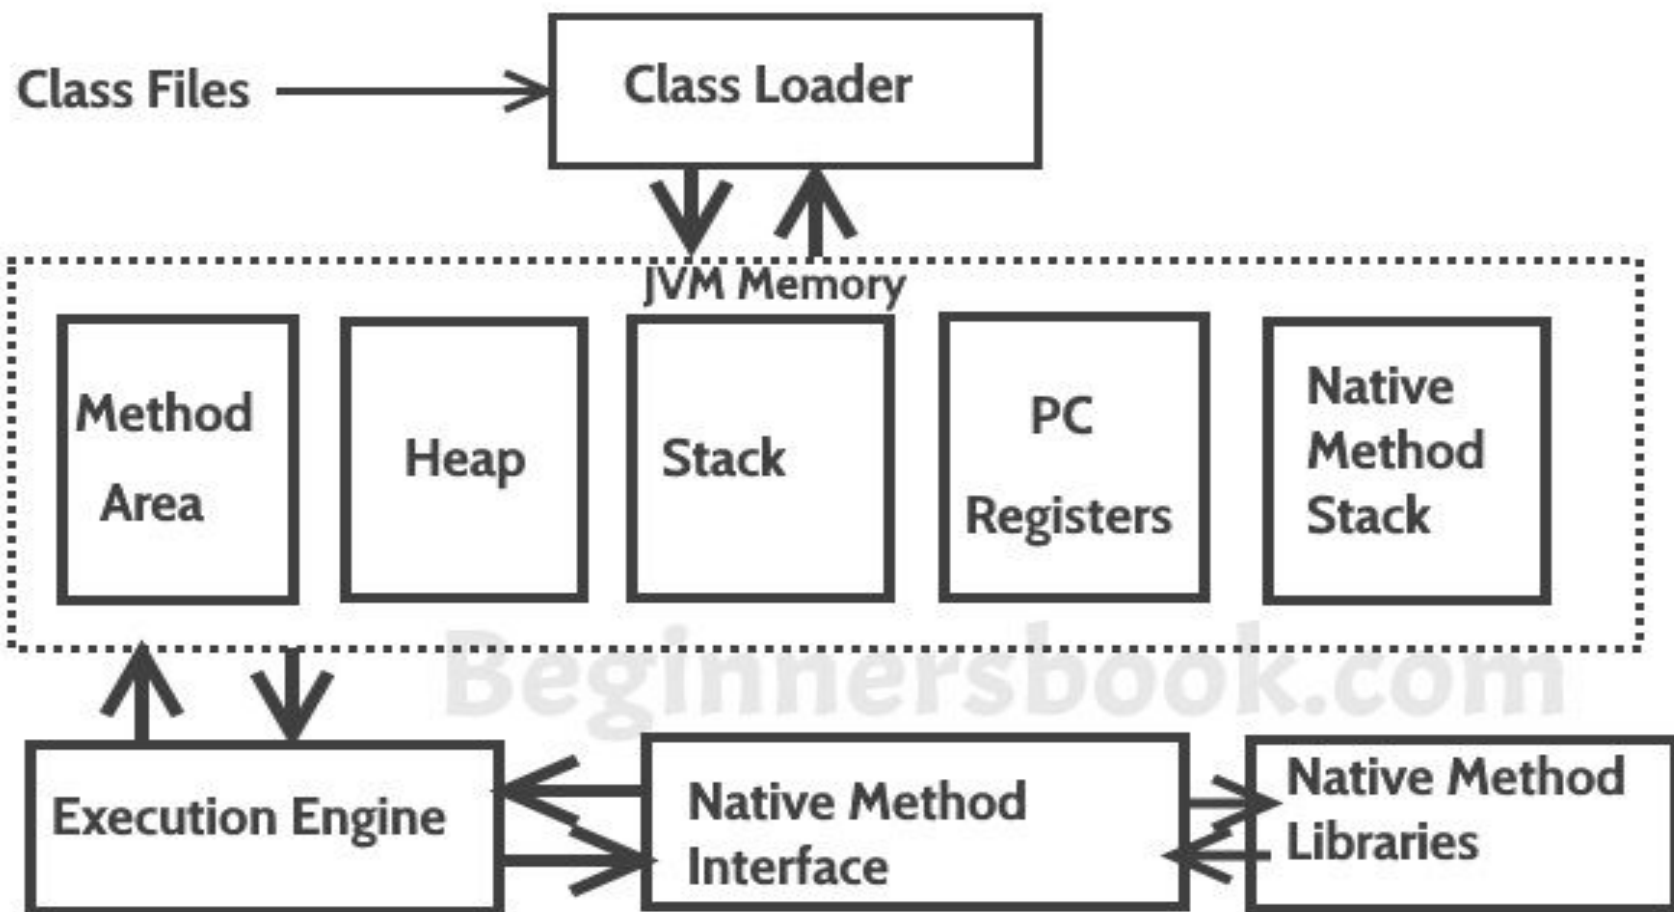 Class Files
Class Loader
JVM Memory
Method
Area
Heap
Stack
PC
Registers
Native
Method
Stack
Beginnersbook.com
Execution Engine
Native Method
Interface
Native Method
Libraries